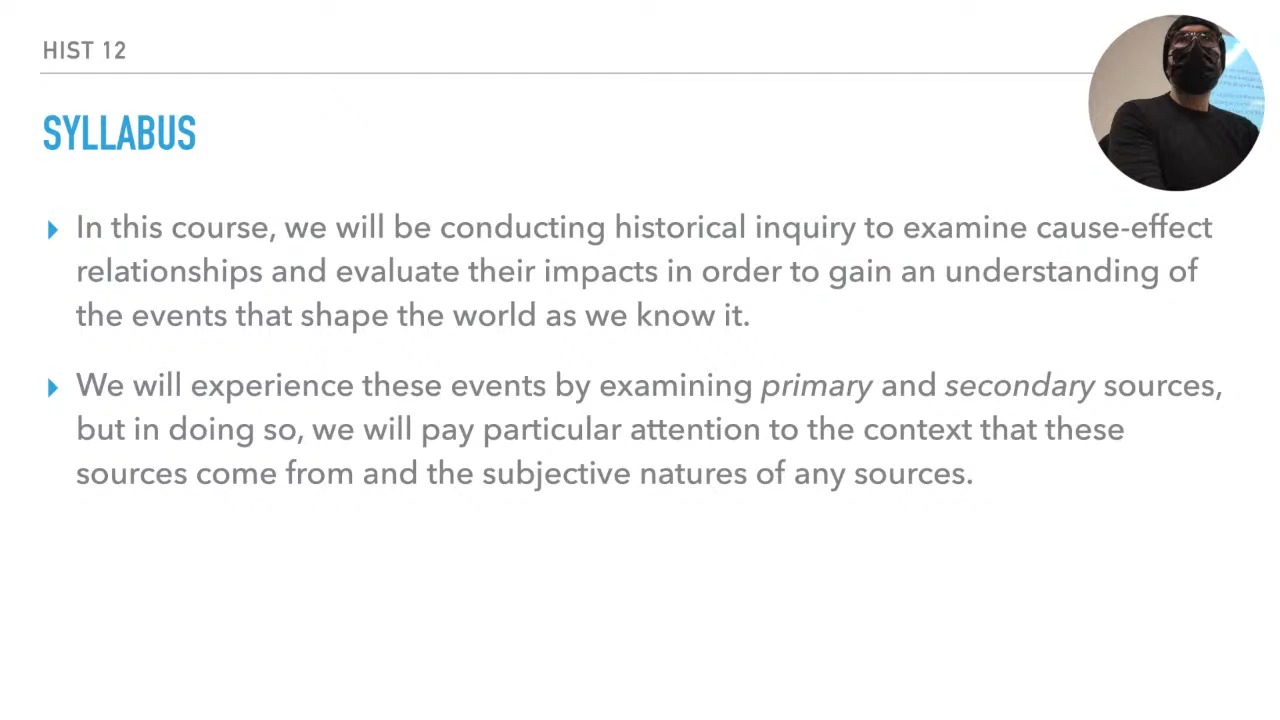 HIST 12
SYLLABUS
In this course, we will be conducting historical inquiry to examine cause-effect
relationships and evaluate their impacts in order to gain an understanding of
the events that shape the world as we know it.
We will experience these events by examining primary and secondary sources,
but in doing so, we will pay particular attention to the context that these
sources come from and the subjective natures of any sources.